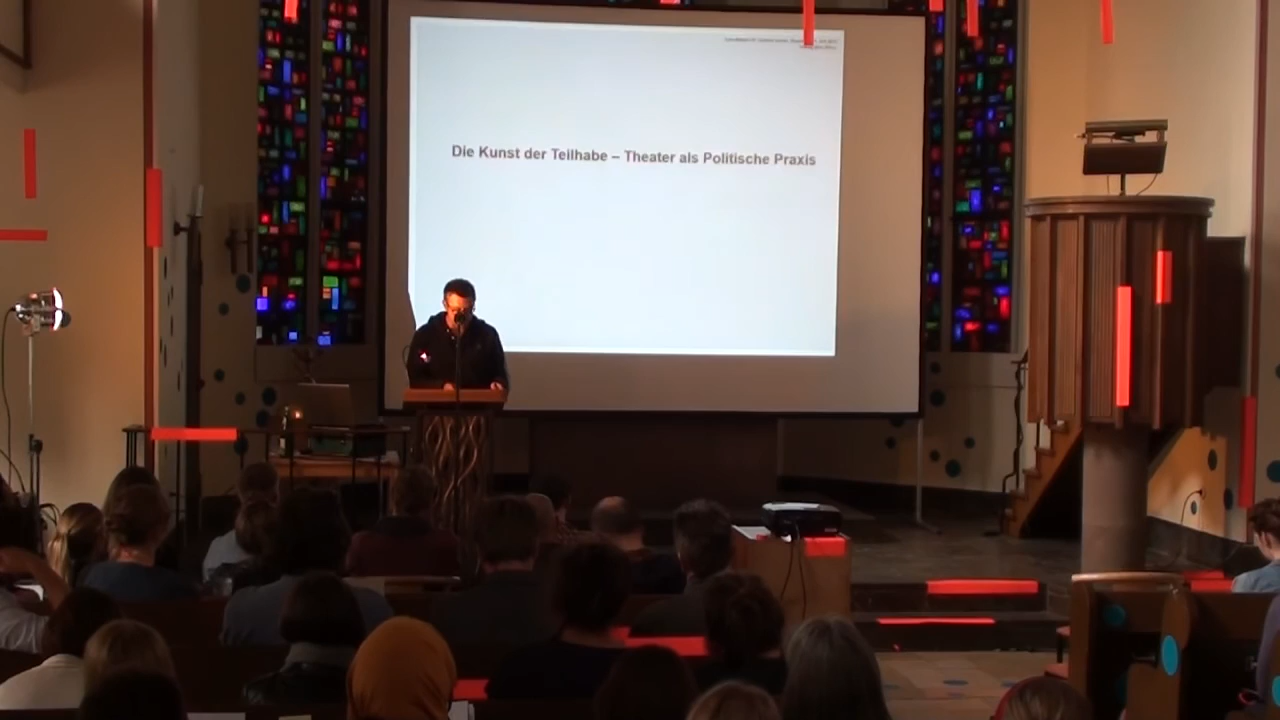 Die Kunst der Teilhabe – Theater als Politische Praxis